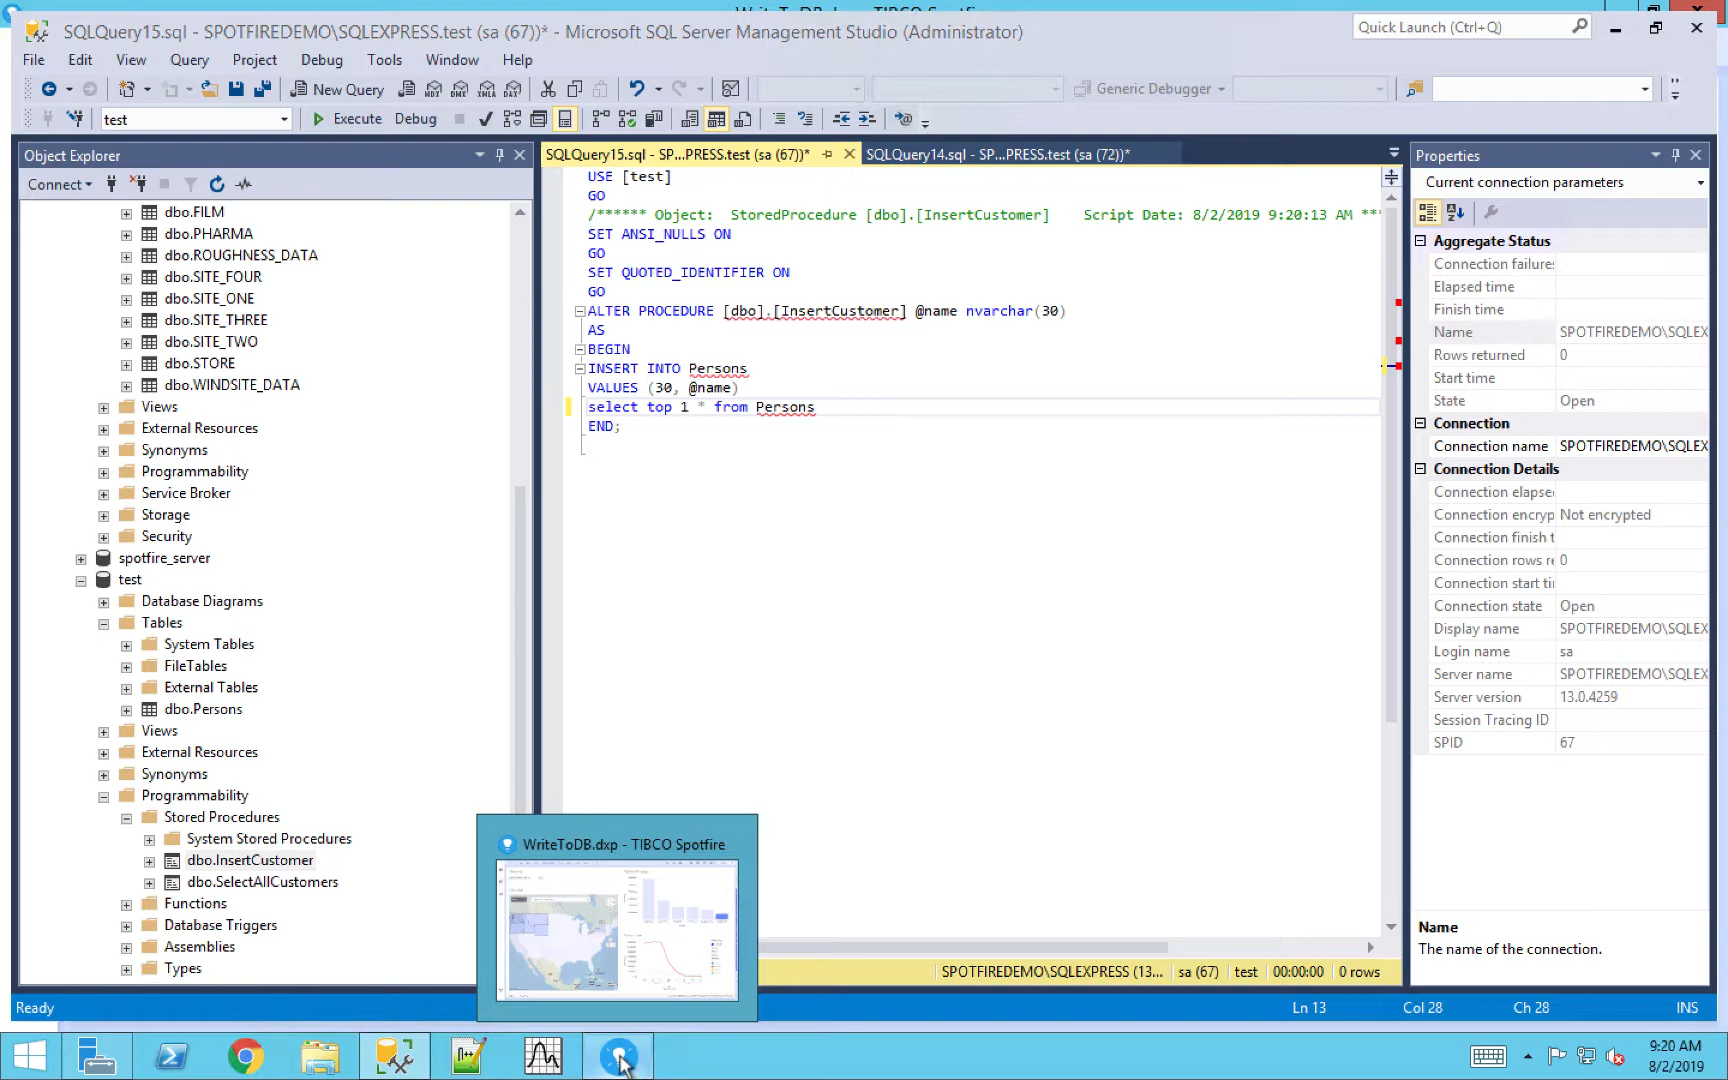 SQLQuery15.sql - SPOTFIREDEMO\SQLEXPRESS.test (sa (67))* - Microsoft SQL Server Management Studio (Administrator)
Quick Launch (Ctrl+Q)
File Edit View Query Project Debug Tools Window Help
New Query
MDX DMX XMLA DAX
Generic Debugger
test
Execute Debug
Object Explorer
SQLQuery15.sql - SP...PRESS.test (sa (67))*
SQLQuery14.sql - SP...PRESS.test (sa (72))*
Properties
Connect
Current connection parameters
dbo.FILM
dbo.PHARMA
dbo.ROUGHNESS_DATA
dbo.SITE_FOUR
dbo.SITE_ONE
dbo.SITE_THREE
dbo.SITE_TWO
dbo.STORE
dbo.WINDSITE_DATA
Views
External Resources
Synonyms
Programmability
Service Broker
Storage
Security
spotfire_server
test
Database Diagrams
Tables
System Tables
FileTables
External Tables
dbo.Persons
Views
External Resources
Synonyms
Programmability
Stored Procedures
System Stored Procedures
dbo.InsertCustomer
dbo.SelectAllCustomers
Functions
Database Triggers
Assemblies
Types
USE [test]
GO
/****** Object:  StoredProcedure [dbo].[InsertCustomer]    Script Date: 8/2/2019 9:20:13 AM ***
SET ANSI_NULLS ON
GO
SET QUOTED_IDENTIFIER ON
GO
ALTER PROCEDURE [dbo].[InsertCustomer] @name nvarchar(30)
AS
BEGIN
INSERT INTO Persons
VALUES (30, @name)
select top 1 * from Persons
END;
Aggregate Status
Connection failures
Elapsed time
Finish time
Name SPOTFIREDEMO\SQLEX
Rows returned 0
Start time
State Open
Connection
Connection name SPOTFIREDEMO\SQLEX
Connection Details
Connection elapse
Connection encryp Not encrypted
Connection finish t
Connection rows re 0
Connection start ti
Connection state Open
Display name SPOTFIREDEMO\SQLEX
Login name sa
Server name SPOTFIREDEMO\SQLEX
Server version 13.0.4259
Session Tracing ID
SPID 67
Name
The name of the connection.
WriteToDB.dxp - TIBCO Spotfire
SPOTFIREDEMO\SQLEXPRESS (13... sa (67) test 00:00:00 0 rows
Ready Ln 13 Col 28 Ch 28 INS
9:20 AM
8/2/2019